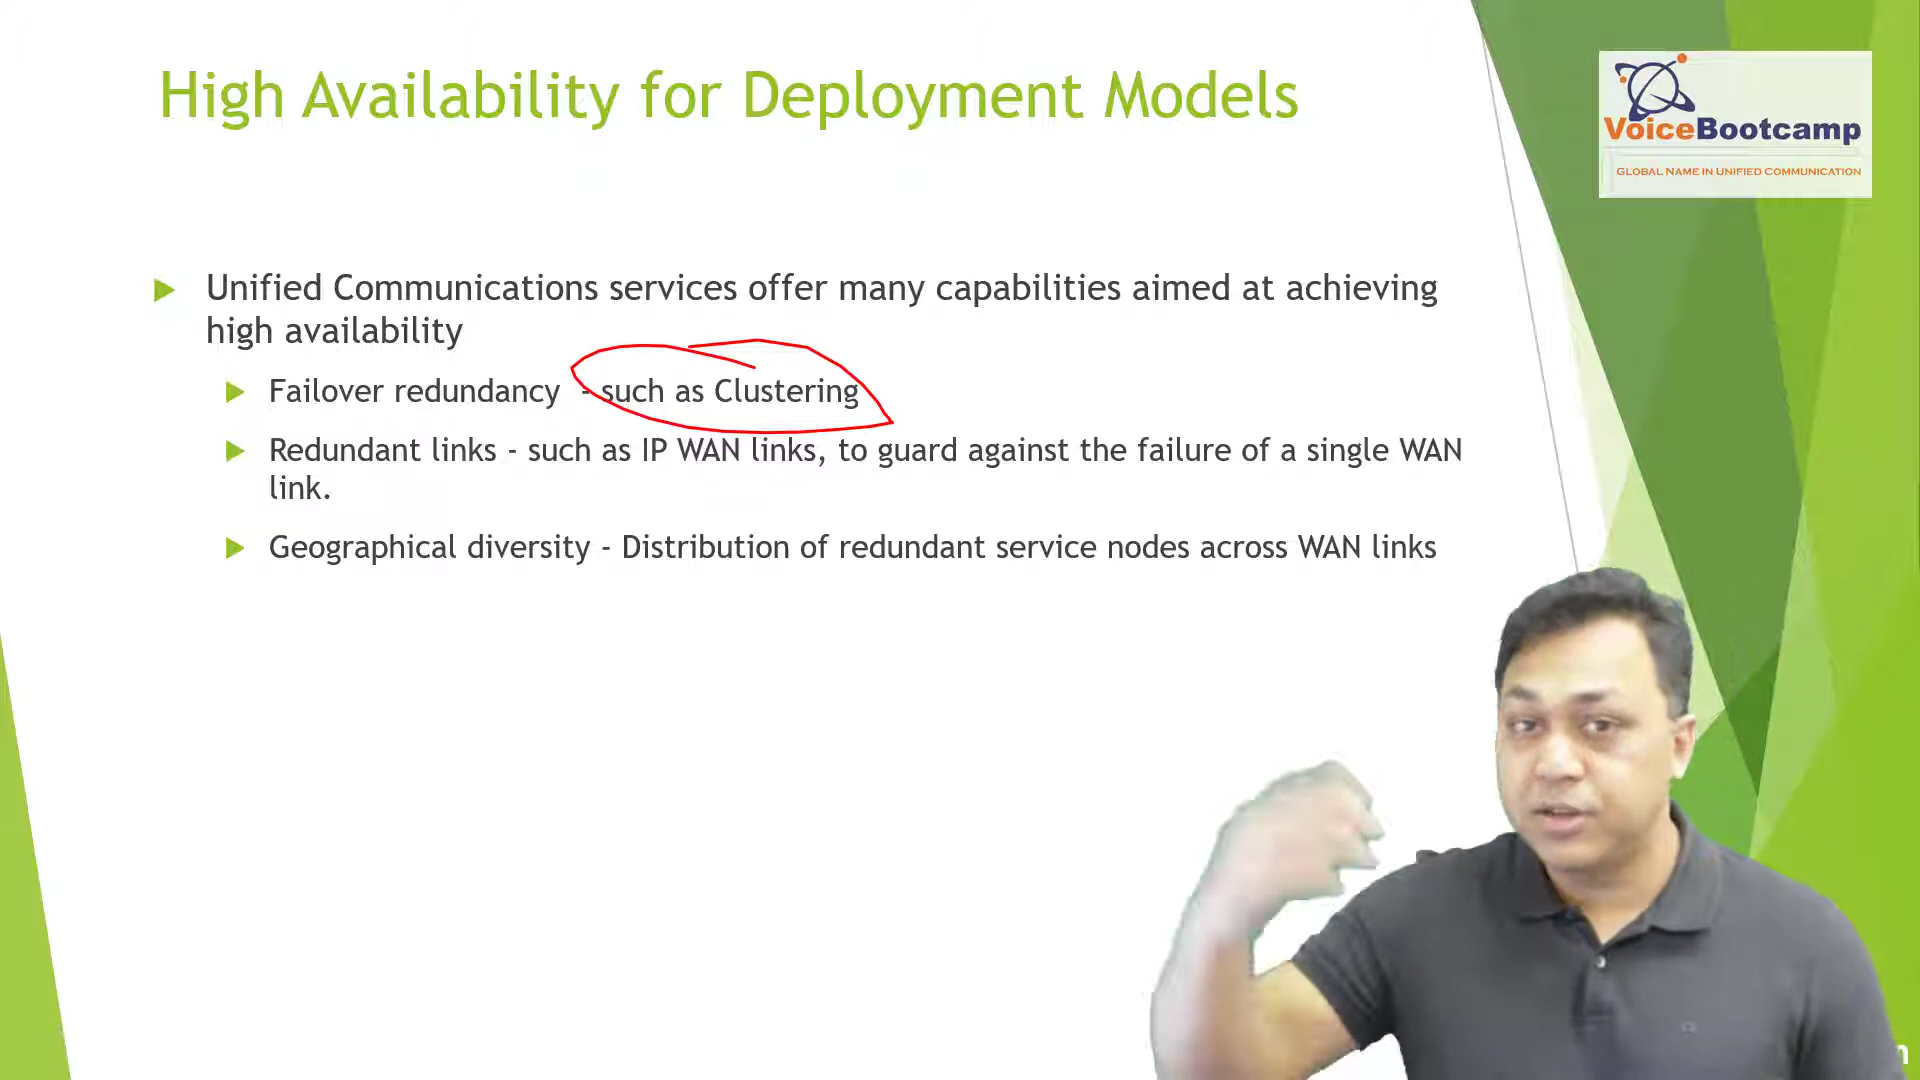 High Availability for Deployment Models
VoiceBootcamp
GLOBAL NAME IN UNIFIED COMMUNICATION
Unified Communications services offer many capabilities aimed at achieving
high availability
Failover redundancy - such as Clustering
Redundant links - such as IP WAN links, to guard against the failure of a single WAN
link.
Geographical diversity - Distribution of redundant service nodes across WAN links